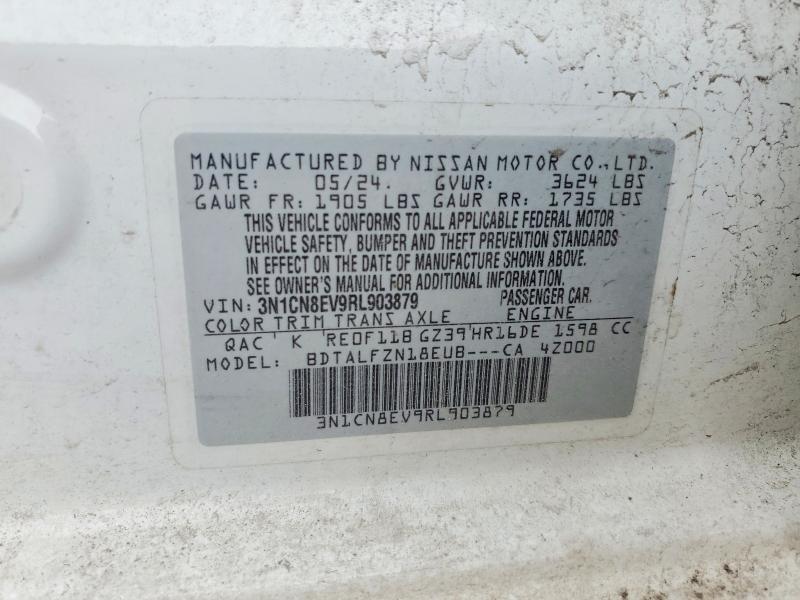 MANUFACTURED BY NISSAN MOTOR CO., LTD.
DATE: 05/24. GVWR: 3624 LBS
GAWR FR: 1905 LBS GAWR RR: 1735 LBS
THIS VEHICLE CONFORMS TO ALL APPLICABLE FEDERAL MOTOR
VEHICLE SAFETY, BUMPER AND THEFT PREVENTION STANDARDS
IN EFFECT ON THE DATE OF MANUFACTURE SHOWN ABOVE.
SEE OWNER'S MANUAL FOR ADDITIONAL INFORMATION.
VIN: 3N1CN8EV9RL903879 PASSENGER CAR.
COLOR TRIM TRANS AXLE ENGINE
QAC K RE0F11B GZ39 HR16DE 1598 CC
MODEL: BDTALFZN18EUB---CA 4Z000
3N1CN8EV9RL903879